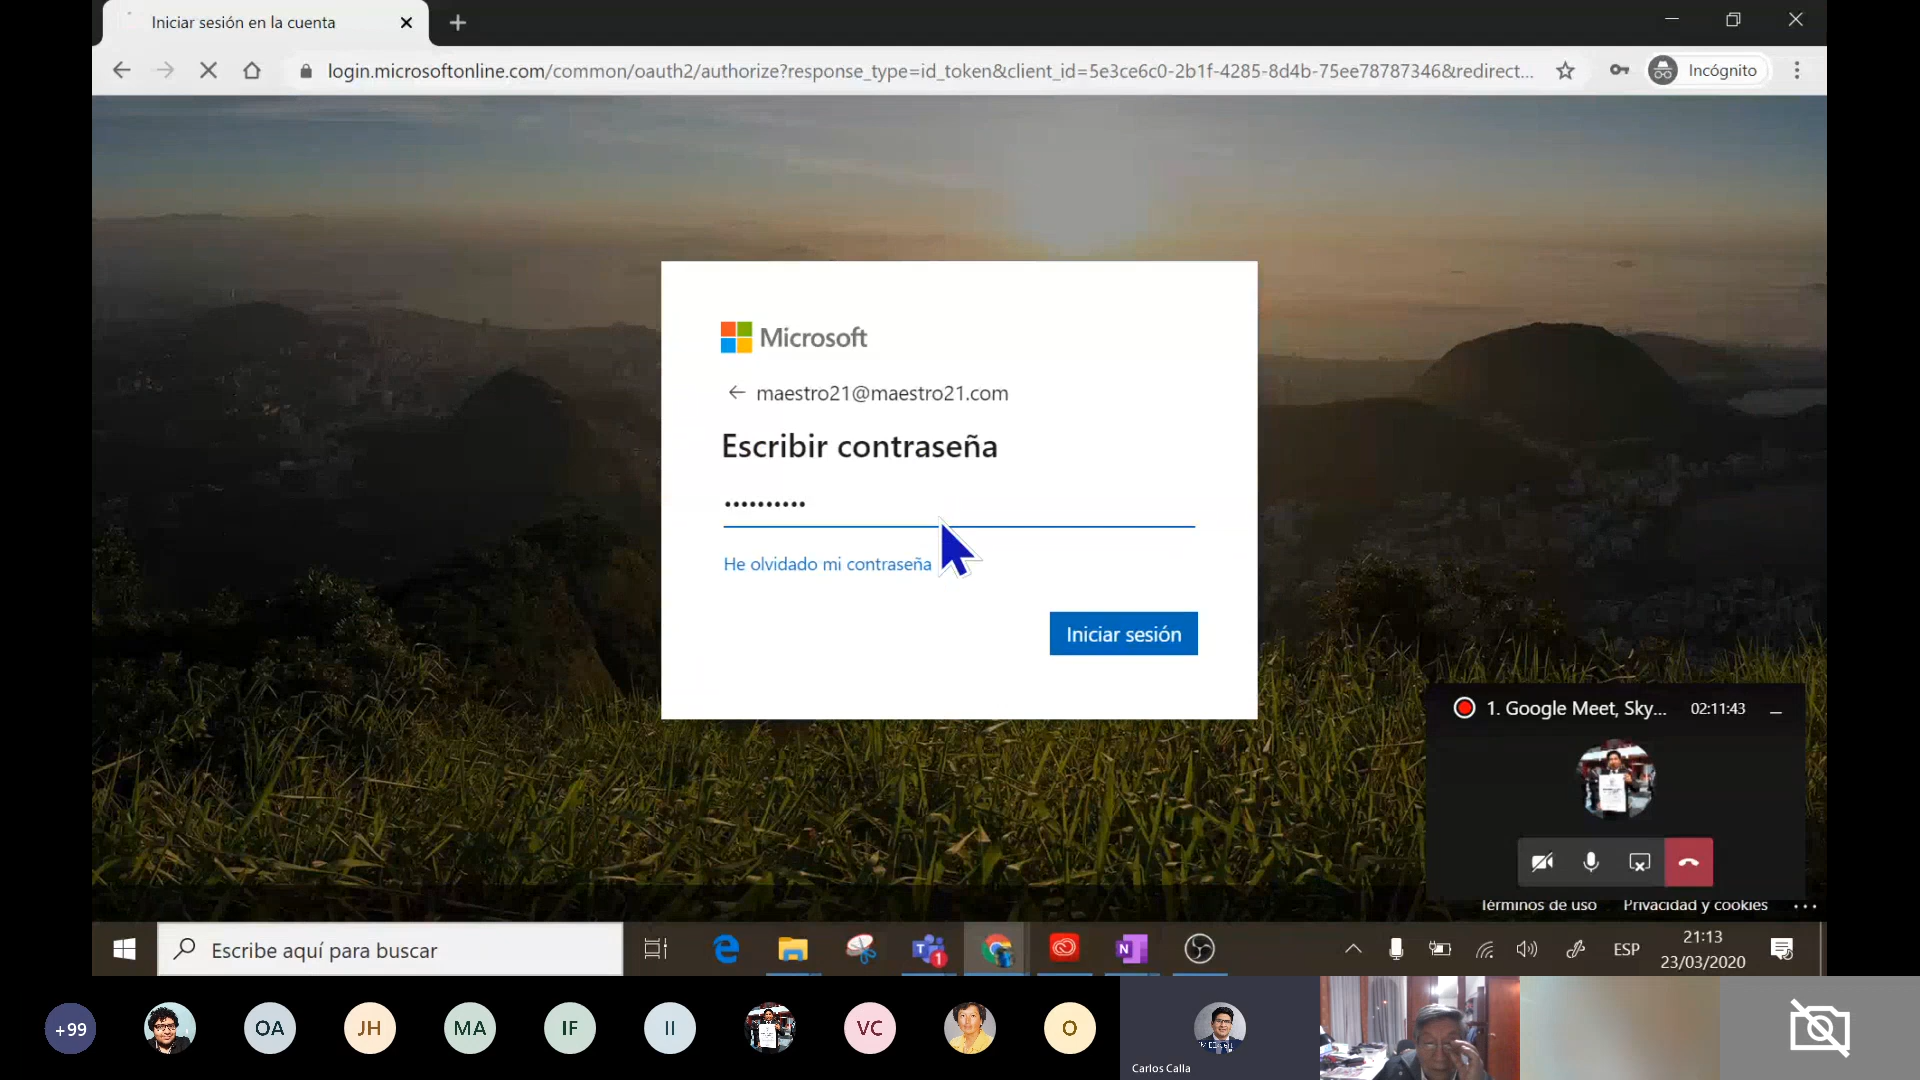 Iniciar sesión en la cuenta
login.microsoftonline.com/common/oauth2/authorize?response_type=id_token&client_id=5e3ce6c0-2b1f-4285-8d4b-75ee78787346&redirect...
Incógnito
Microsoft
maestro21@maestro21.com
Escribir contraseña
••••••••••
He olvidado mi contraseña
Iniciar sesión
1. Google Meet, Sky... 02:11:43
Términos de uso Privacidad y cookies ...
Escribe aquí para buscar
1
ESP
21:13
23/03/2020
+99
OA
JH
MA
IF
II
VC
O
Carlos Calla